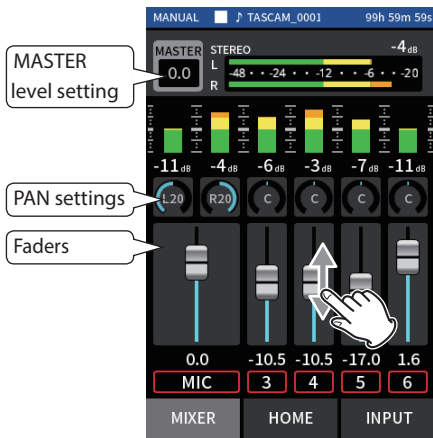 MANUAL ♪ TASCAM_0001 99h 59m 59s
MASTER level setting
MASTER
0.0
STEREO
-4dB
L
-48 · · -24 · · · -12 · · -6 · · -20
R
-11dB -4dB -6dB -3dB -7dB -11dB
PAN settings
L20 R20 C C C C
Faders
0.0 -10.5 -10.5 -17.0 1.6
MIC 3 4 5 6
MIXER HOME INPUT